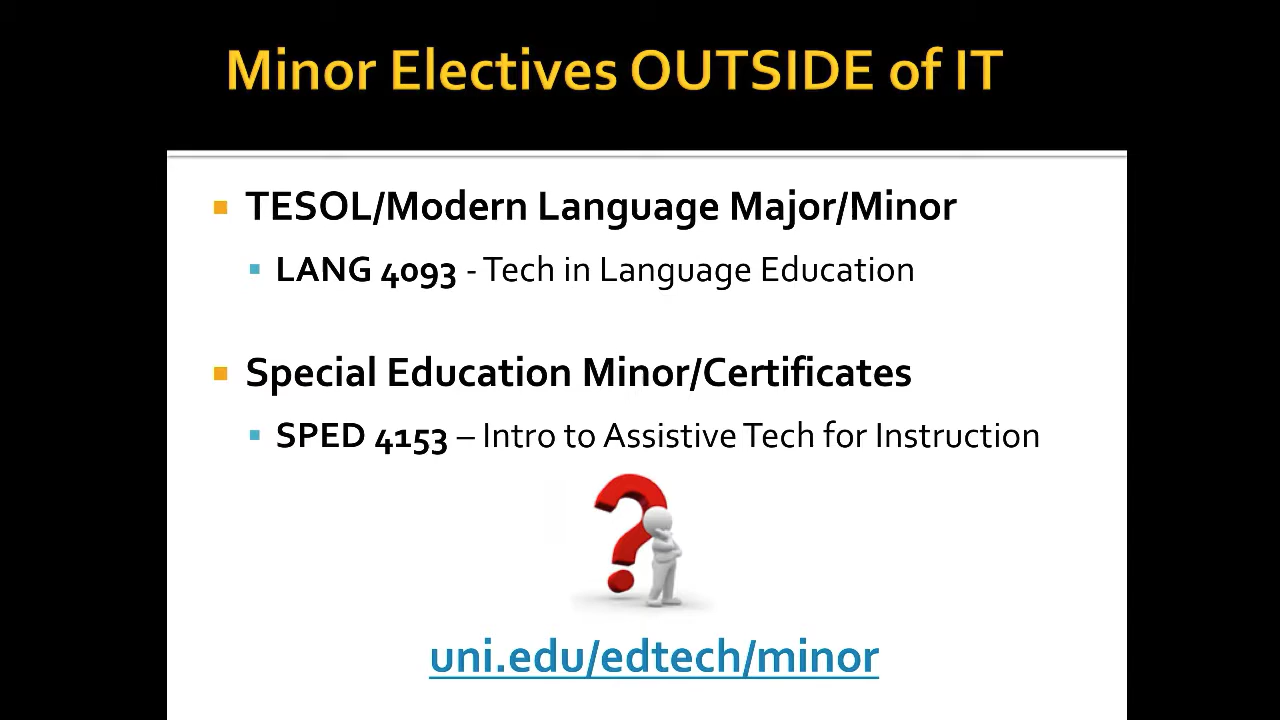 Minor Electives OUTSIDE of IT
TESOL/Modern Language Major/Minor
LANG 4093 - Tech in Language Education
Special Education Minor/Certificates
SPED 4153 – Intro to Assistive Tech for Instruction
uni.edu/edtech/minor